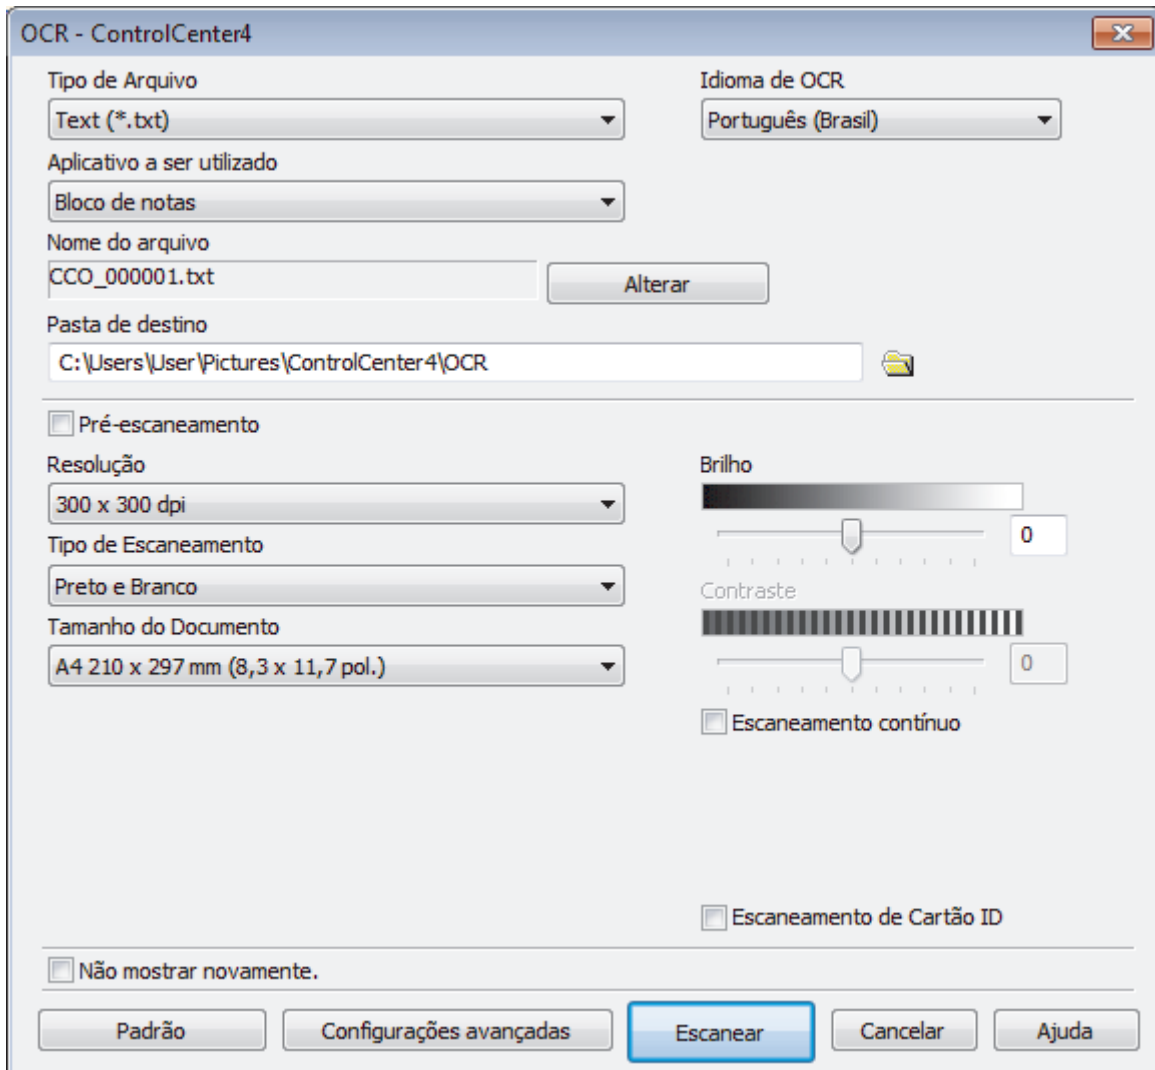 OCR - ControlCenter4
Tipo de Arquivo
Idioma de OCR
Text (*.txt)
Português (Brasil)
Aplicativo a ser utilizado
Bloco de notas
Nome do arquivo
CCO_000001.txt
Alterar
Pasta de destino
C:\Users\User\Pictures\ControlCenter4\OCR
Pré-escaneamento
Resolução
Brilho
300 x 300 dpi
0
Tipo de Escaneamento
Preto e Branco
Contraste
Tamanho do Documento
A4 210 x 297 mm (8,3 x 11,7 pol.)
0
Escaneamento contínuo
Escaneamento de Cartão ID
Não mostrar novamente.
Padrão
Configurações avançadas
Escanear
Cancelar
Ajuda